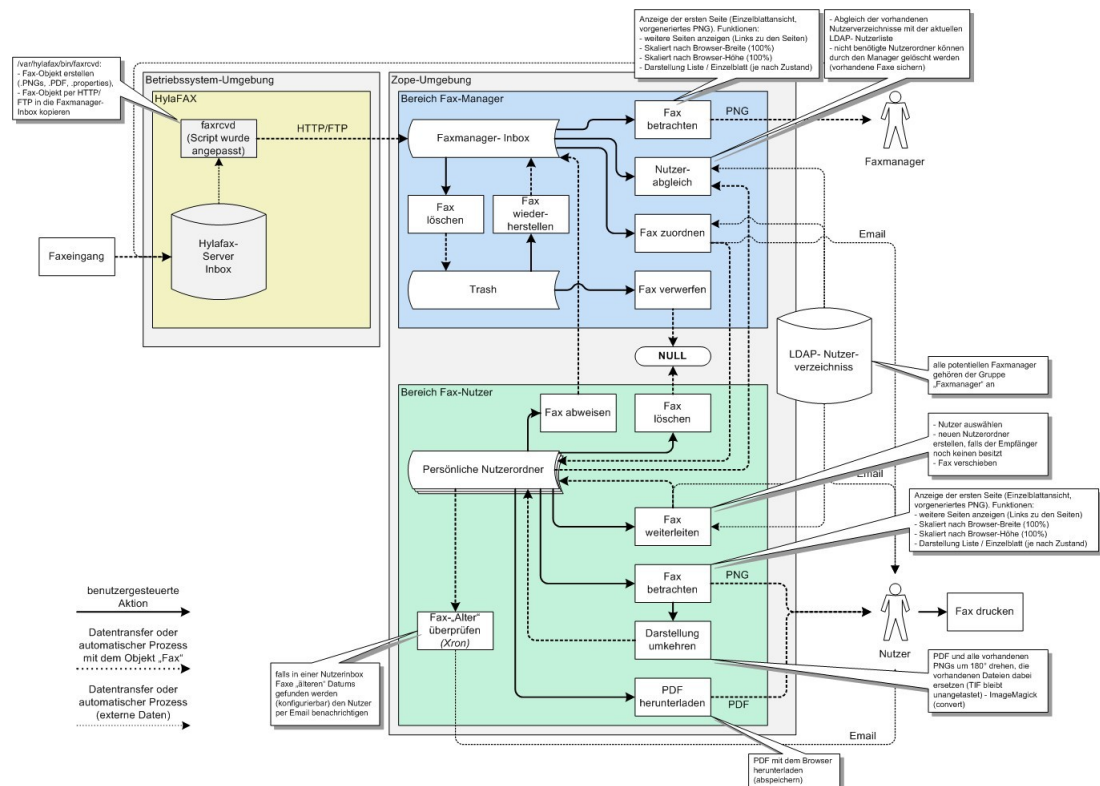 /var/hylafax/bin/faxrcvd:
- Fax-Objekt erstellen
(.PNGs, .PDF, .properties),
- Fax-Objekt per HTTP/
FTP in die Faxmanager-
Inbox kopieren
Anzeige der ersten Seite (Einzelblattansicht,
vorgeneriertes PNG). Funktionen:
- weitere Seiten anzeigen (Links zu den Seiten)
- Skaliert nach Browser-Breite (100%)
- Skaliert nach Browser-Höhe (100%)
- Darstellung Liste / Einzelblatt (je nach Zustand)
- Abgleich der vorhandenen
Nutzerverzeichnisse mit der aktuellen
LDAP- Nutzerliste
- nicht benötigte Nutzerordner können
durch den Manager gelöscht werden
(vorhandene Faxe sichern)
Betriebssystem-Umgebung
HylaFAX
faxrcvd
(Script wurde
angepasst)
HTTP/FTP
Hylafax-
Server
Inbox
Faxeingang
Zope-Umgebung
Bereich Fax-Manager
Faxmanager- Inbox
Fax
betrachten
PNG
Faxmanager
Nutzer-
abgleich
Fax
löschen
Fax
wieder-
herstellen
Fax zuordnen
Email
Trash
Fax verwerfen
NULL
LDAP- Nutzer-
verzeichniss
alle potentiellen Faxmanager
gehören der Gruppe
„Faxmanager“ an
Bereich Fax-Nutzer
Fax abweisen
Fax
löschen
Persönliche Nutzerordner
- Nutzer auswählen
- neuen Nutzerordner
erstellen, falls der Empfänger
noch keinen besitzt
- Fax verschieben
Email
Fax
weiterleiten
Anzeige der ersten Seite (Einzelblattansicht,
vorgeneriertes PNG). Funktionen:
- weitere Seiten anzeigen (Links zu den Seiten)
- Skaliert nach Browser-Breite (100%)
- Skaliert nach Browser-Höhe (100%)
- Darstellung Liste / Einzelblatt (je nach Zustand)
Fax
betrachten
PNG
Nutzer
Fax drucken
Fax-„Alter“
überprüfen
(Xron)
Darstellung
umkehren
PDF
herunterladen
PDF
PDF und alle vorhandenen
PNGs um 180° drehen, die
vorhandenen Dateien dabei
ersetzen (TIF bleibt
unangetastet) - ImageMagick
(convert)
Email
PDF mit dem Browser
herunterladen
(abspeichern)
falls in einer Nutzerinbox
Faxe „älteren“ Datums
gefunden werden
(konfigurierbar) den Nutzer
per Email benachrichtigen
benutzergesteuerte
Aktion
Datentransfer oder
automatischer Prozess
mit dem Objekt „Fax“
Datentransfer oder
automatischer Prozess
(externe Daten)